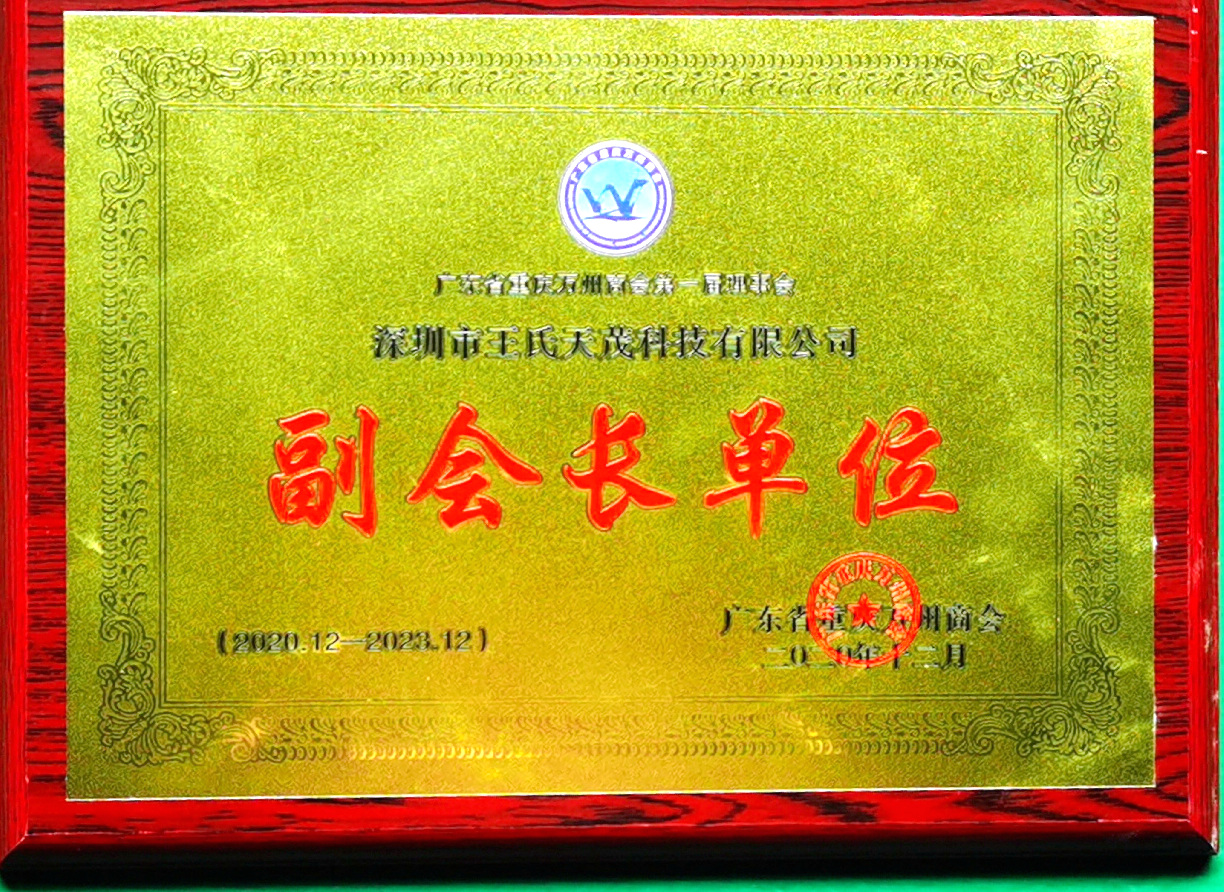 广东省重庆万州商会第一届理事会
深圳市王氏天茂科技有限公司
副会长单位
(2020.12—2023.12)
广东省重庆万州商会
二0二0年十二月